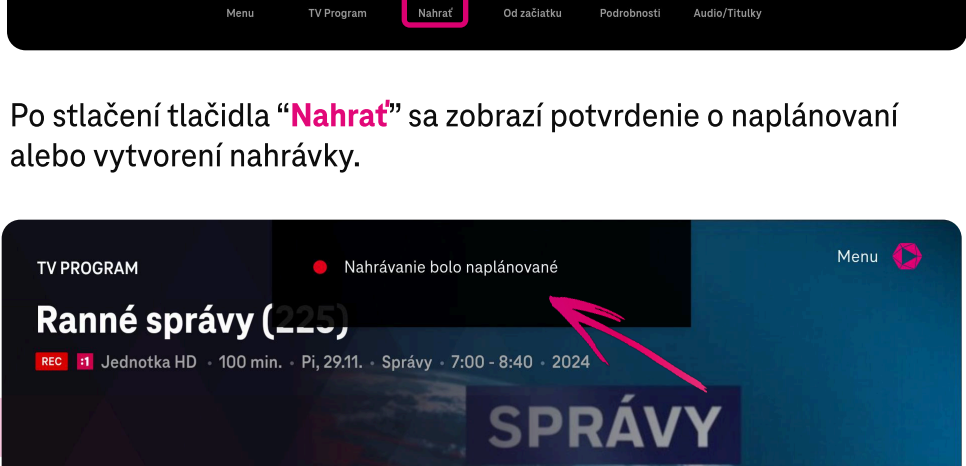 Menu TV Program Nahrať Od začiatku Podrobnosti Audio/Titulky
Po stlačení tlačidla “Nahrať” sa zobrazí potvrdenie o naplánovaní
alebo vytvorení nahrávky.
Menu
TV PROGRAM
Nahrávanie bolo naplánované
Ranné správy (225)
REC :1 Jednotka HD · 100 min. · Pi, 29.11. · Správy · 7:00 - 8:40 · 2024
SPRÁVY